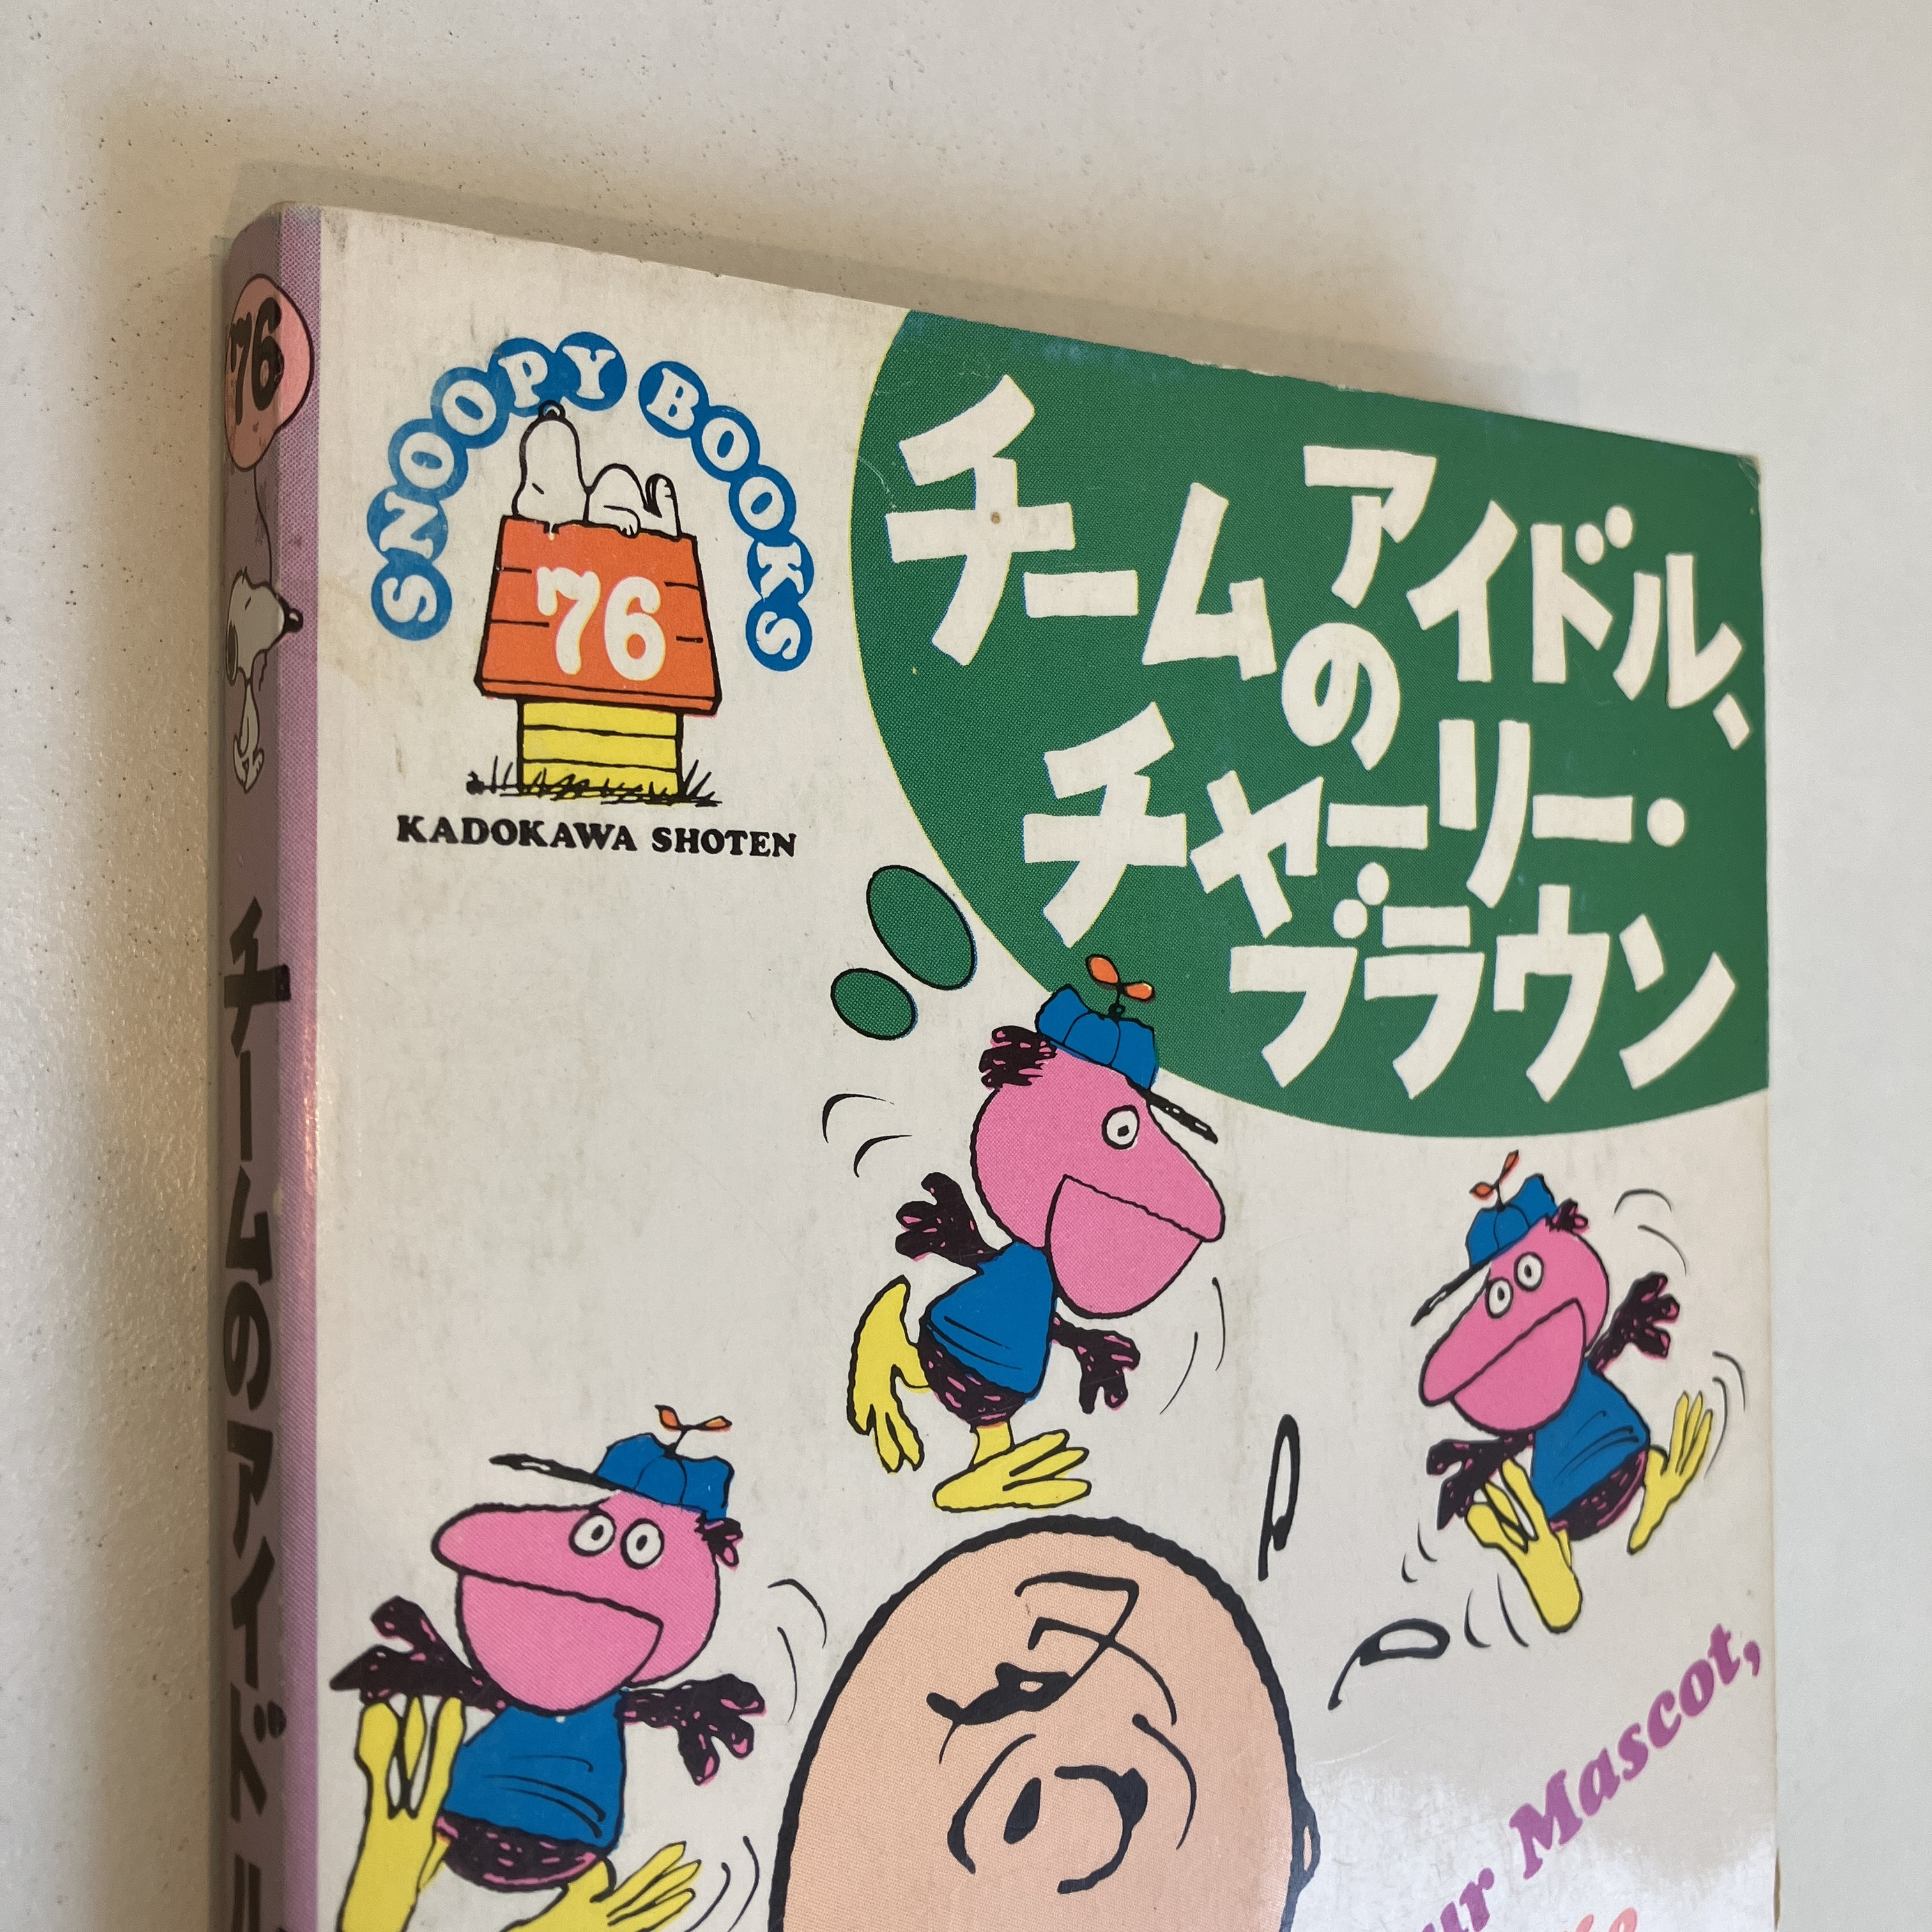 76
チームのアイドル
SNOOPY BOOKS
76
KADOKAWA SHOTEN
チームのアイドル、
チャーリー・
ブラウン
Mascot,